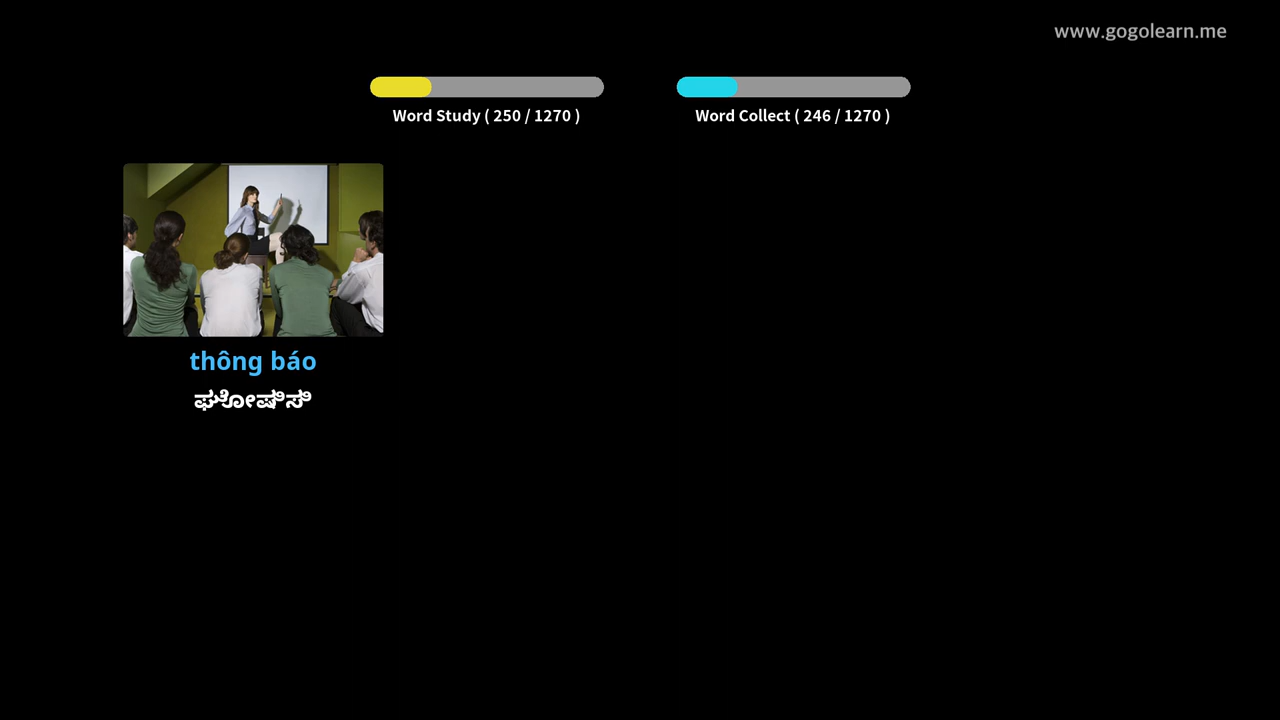 www.gogolearn.me
Word Study ( 250 / 1270 )
Word Collect ( 246 / 1270 )
thông báo
ಘೋಷಿಸಿ